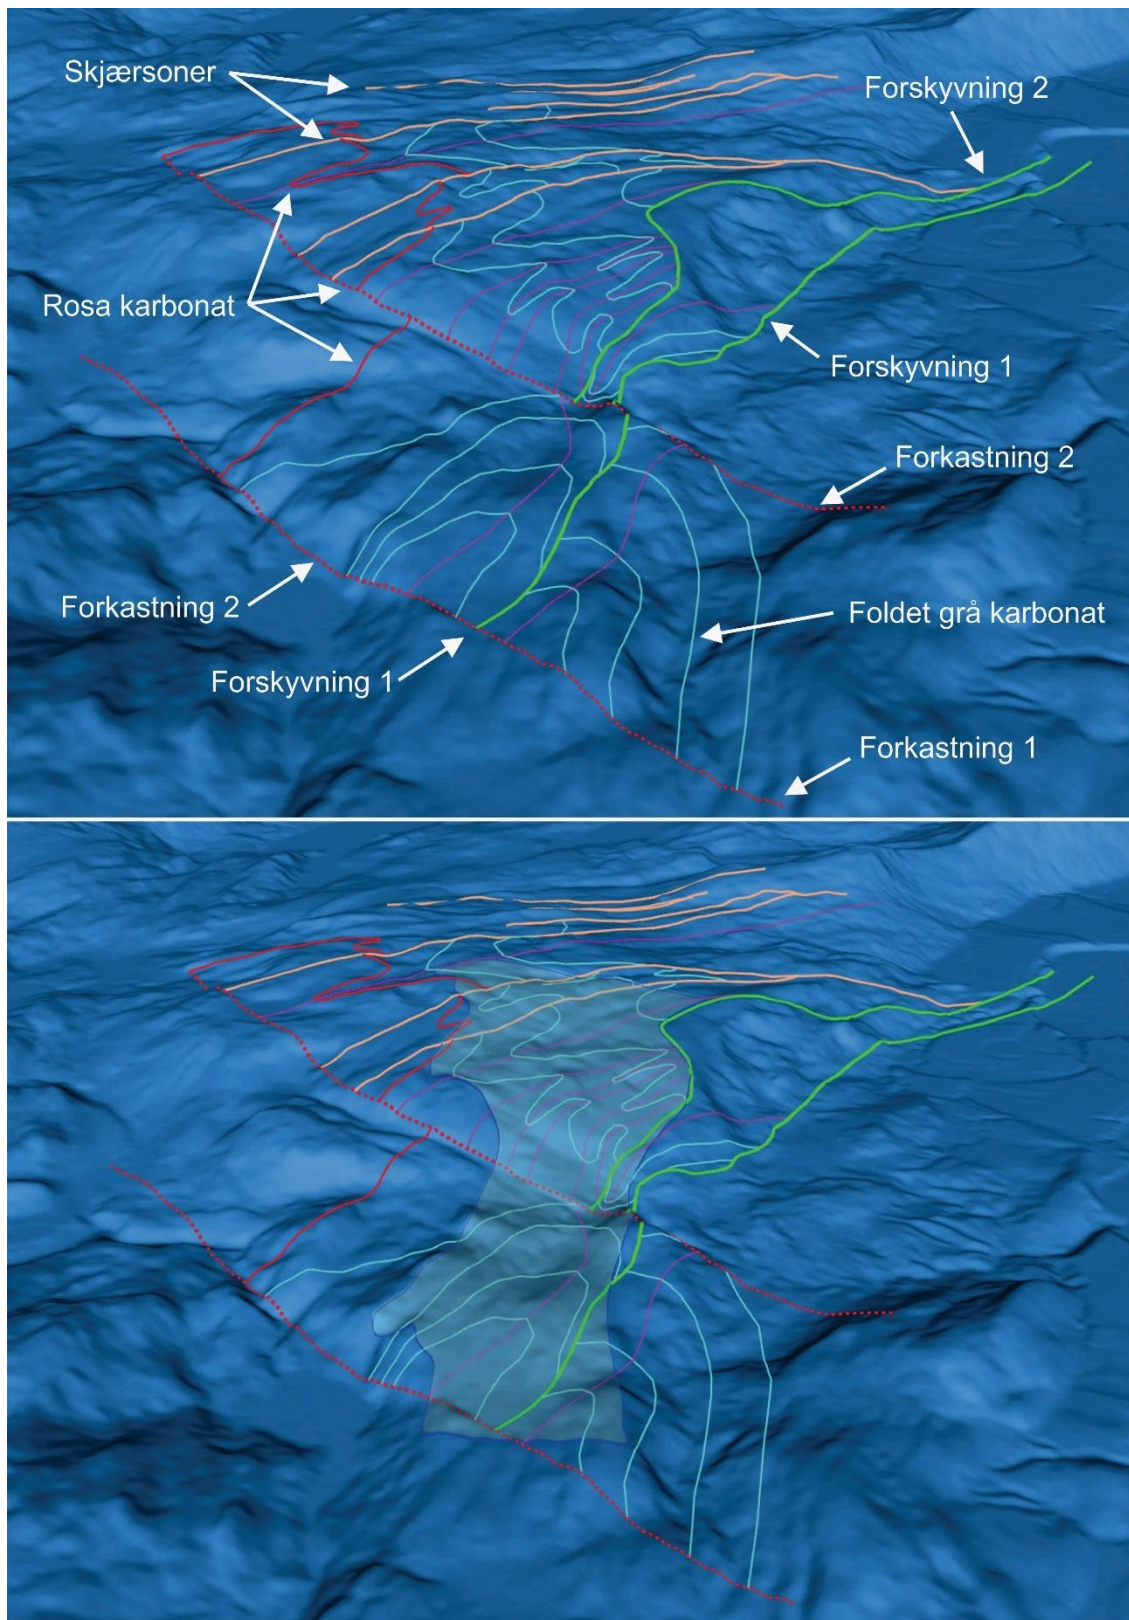 Skjærsoner
Forskyvning 2
Rosa karbonat
Forskyvning 1
Forkastning 2
Forkastning 2
Foldet grå karbonat
Forskyvning 1
Forkastning 1